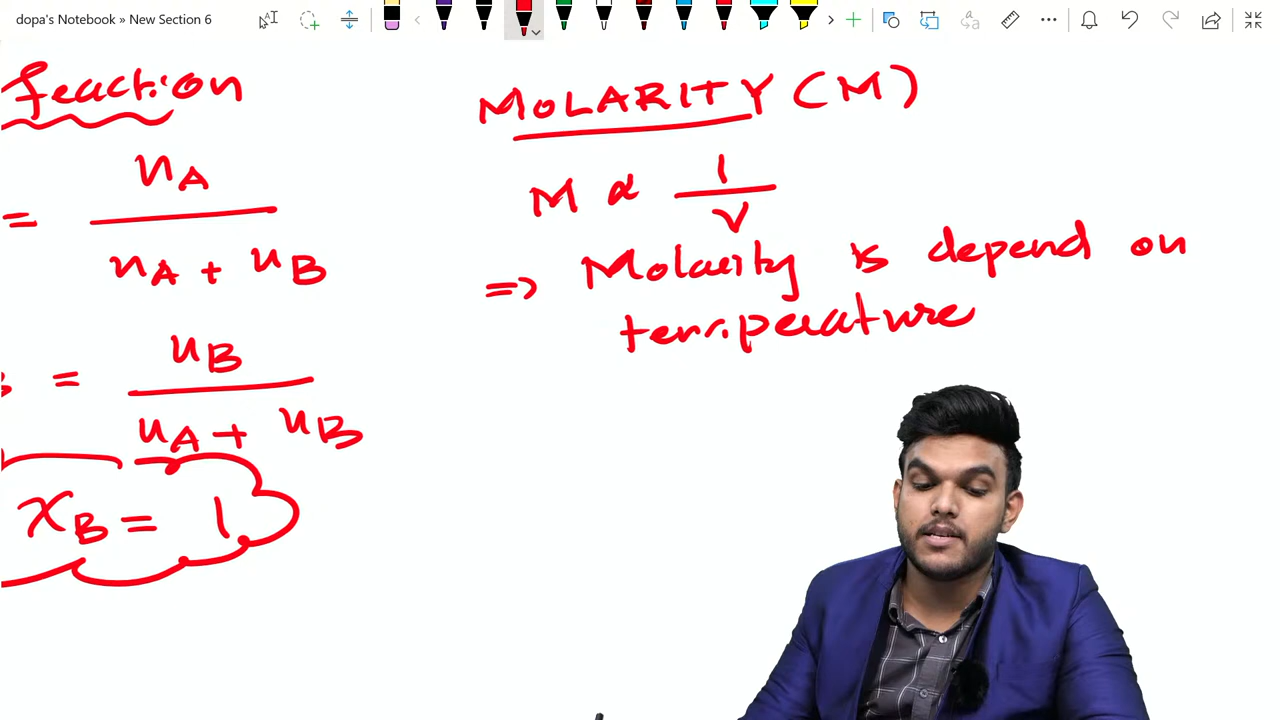 dopa's Notebook » New Section 6
fraction
= nA / nA + nB
= nB / nA + nB
xB = 1
MOLARITY (M)
M ∝ 1 / V
=> Molarity is depend on
temperature